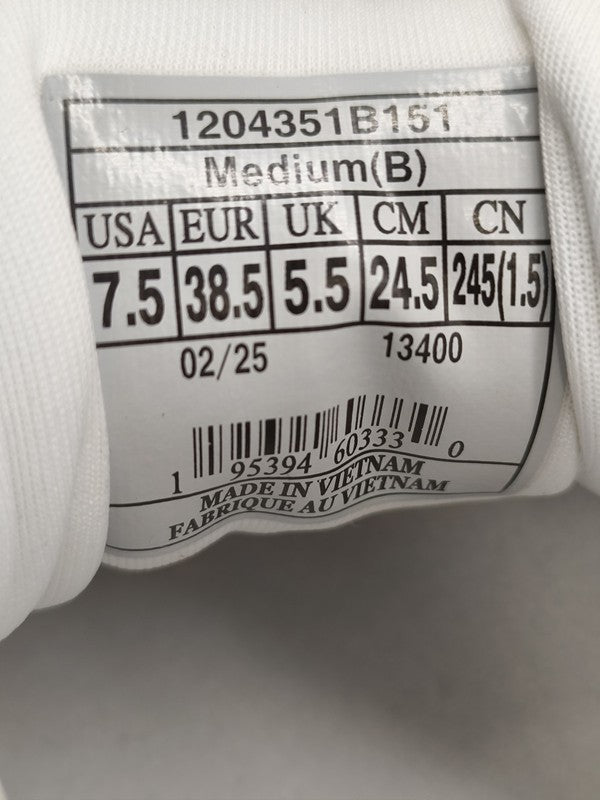 1204351B151
Medium(B)
USA EUR UK CM CN
7.5 38.5 5.5 24.5 245(1.5)
02/25 13400
1 95394 60333 0
MADE IN VIETNAM
FABRIQUE AU VIETNAM